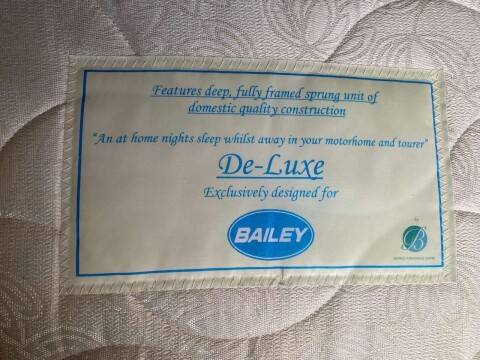 Features deep, fully framed sprung unit of
domestic quality construction
"An at home nights sleep whilst away in your motorhome and tourer"
De-Luxe
Exclusively designed for
BAILEY
by
B